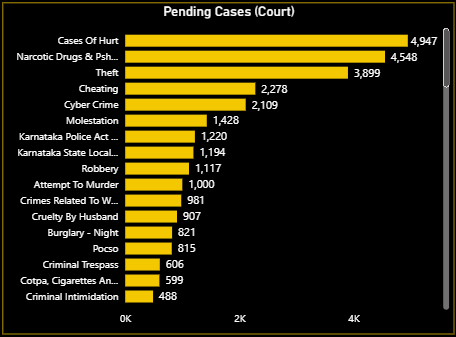 Pending Cases (Court)
Cases Of Hurt 4,947
Narcotic Drugs & Psh... 4,548
Theft 3,899
Cheating 2,278
Cyber Crime 2,109
Molestation 1,428
Karnataka Police Act ... 1,220
Karnataka State Local... 1,194
Robbery 1,117
Attempt To Murder 1,000
Crimes Related To W... 981
Cruelty By Husband 907
Burglary - Night 821
Pocso 815
Criminal Trespass 606
Cotpa, Cigarettes An... 599
Criminal Intimidation 488
0K 2K 4K